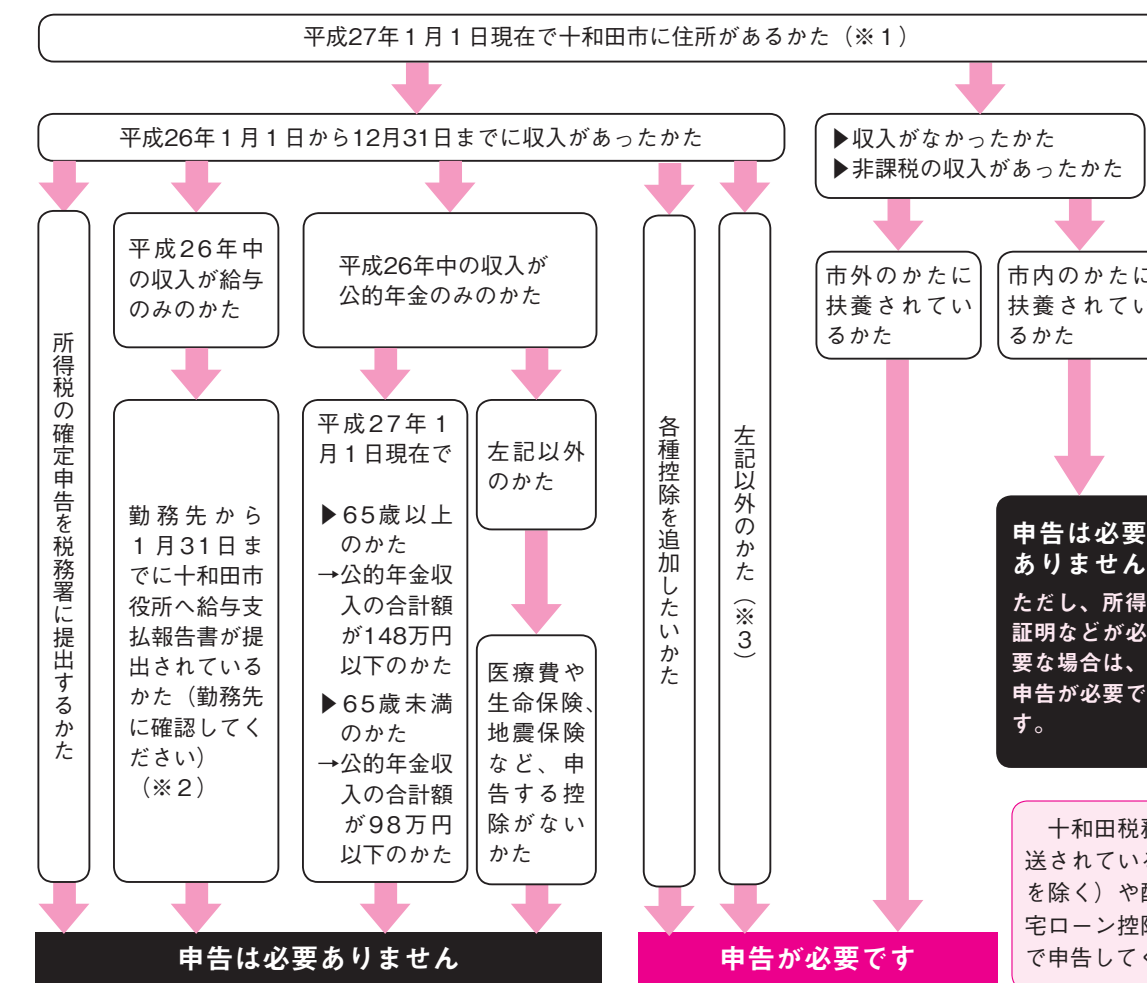 平成27年1月1日現在で十和田市に住所があるかた（※1）
平成26年1月1日から12月31日までに収入があったかた
▶収入がなかったかた
▶非課税の収入があったかた
所得税の確定申告を税務署に提出するかた
平成26年中
の収入が給与
のみのかた
勤務先から
1月31日ま
でに十和田市
役所へ給与支
払報告書が提
出されている
かた（勤務先
に確認してく
ださい）
（※2）
平成26年中の収入が
公的年金のみのかた
平成27年1
月1日現在で
▶65歳以上
のかた
→公的年金収
入の合計額
が148万円
以下のかた
▶65歳未満
のかた
→公的年金収
入の合計額
が98万円
以下のかた
左記以外
のかた
医療費や
生命保険、
地震保険
など、申
告する控
除がない
かた
各種控除を追加したいかた
左記以外のかた（※3）
市外のかたに
扶養されてい
るかた
市内のかたに
扶養されてい
るかた
申告は必要
ありません
ただし、所得
証明などが必
要な場合は、
申告が必要で
す。
申告は必要ありません
申告が必要です
十和田税
送されてい
を除く）や
宅ローン控
で申告して